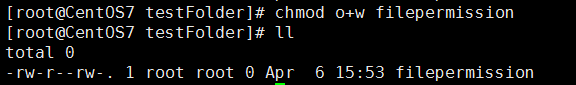 [root@CentOS7 testFolder]# chmod o+w filepermission
[root@CentOS7 testFolder]# ll
total 0
-rw-r--rw-. 1 root root 0 Apr  6 15:53 filepermission